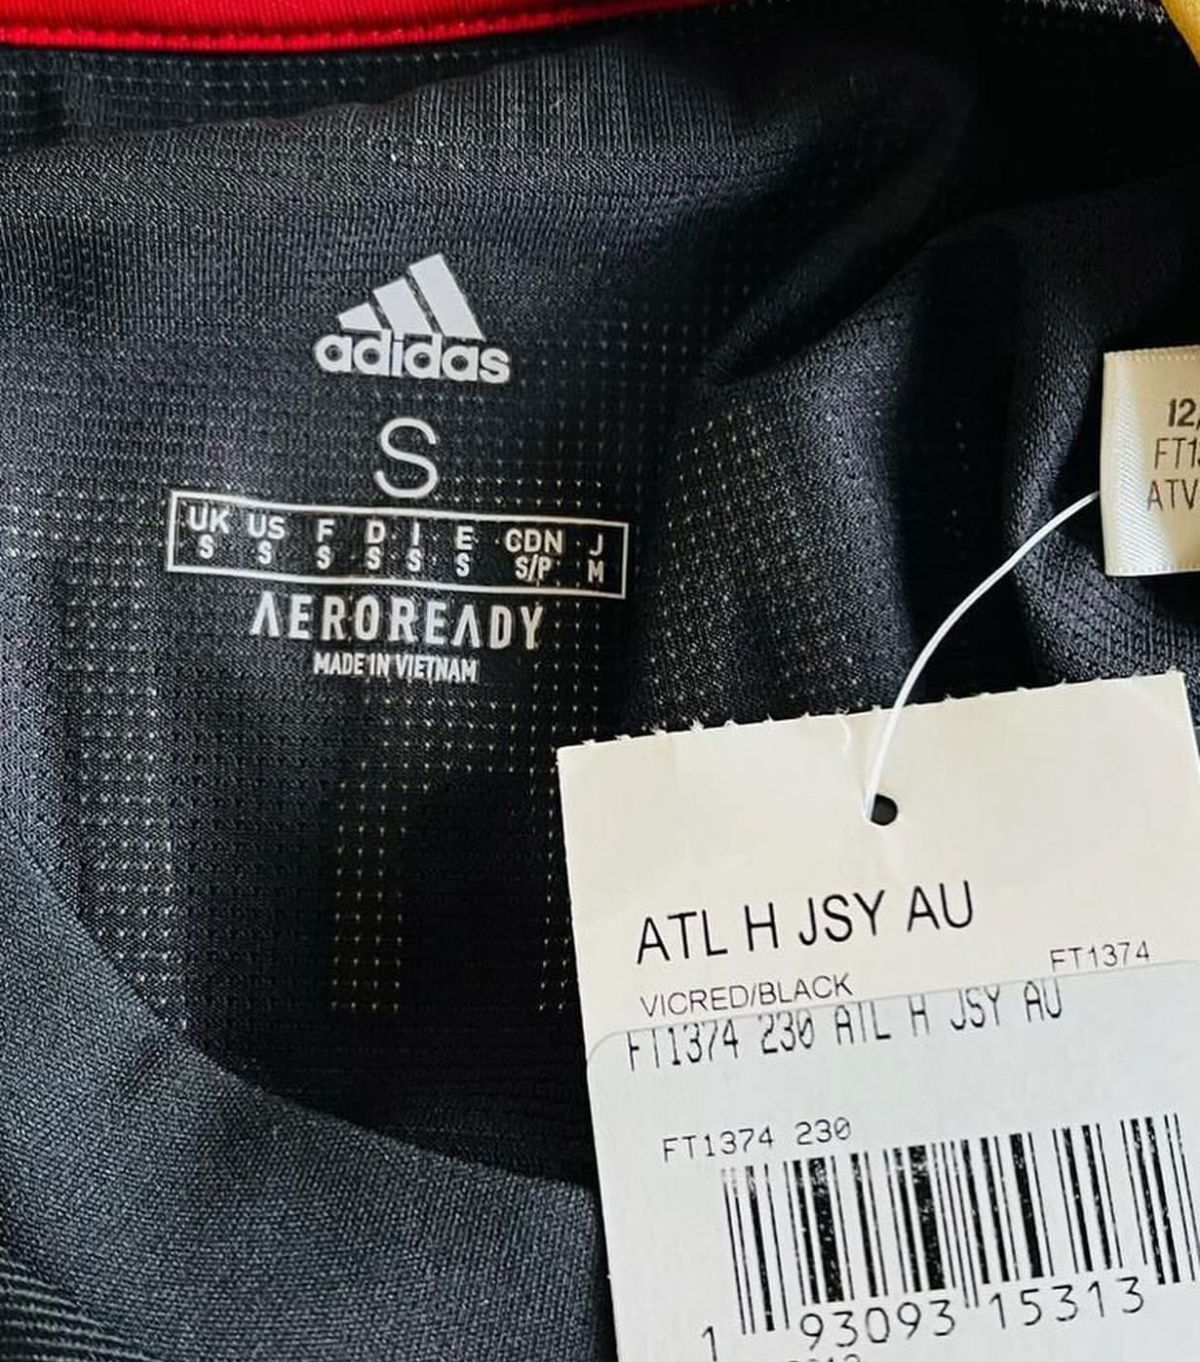 adidas
S
UK US F D I E CDN J
S S S S S S S/P M
AEROREADY
MADE IN VIETNAM
12
ATV
ATL H JSY AU
FT1374
VICRED/BLACK
FT1374 230 ATL H JSY AU
FT1374 230
1 93093 15313